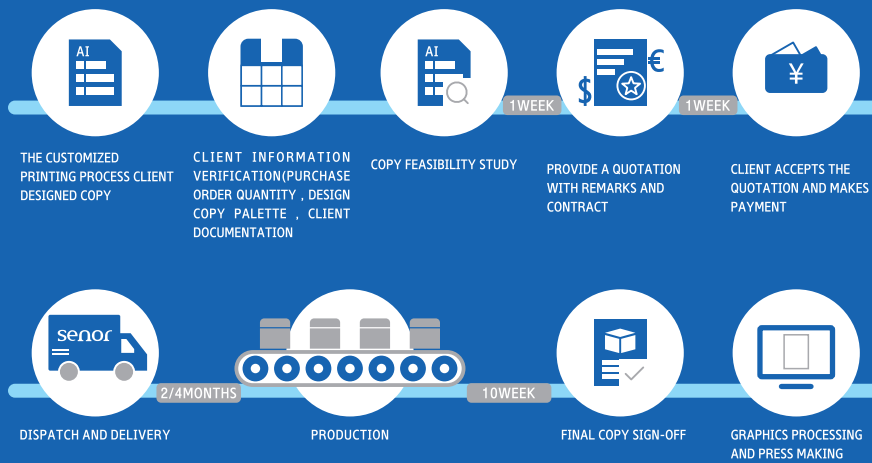 AI
AI
$
€
¥
1WEEK
1WEEK
THE CUSTOMIZED
PRINTING PROCESS CLIENT
DESIGNED COPY
CLIENT INFORMATION
VERIFICATION(PURCHASE
ORDER QUANTITY , DESIGN
COPY PALETTE , CLIENT
DOCUMENTATION
COPY FEASIBILITY STUDY
PROVIDE A QUOTATION
WITH REMARKS AND
CONTRACT
CLIENT ACCEPTS THE
QUOTATION AND MAKES
PAYMENT
senor
2/4MONTHS
10WEEK
DISPATCH AND DELIVERY
PRODUCTION
FINAL COPY SIGN-OFF
GRAPHICS PROCESSING
AND PRESS MAKING